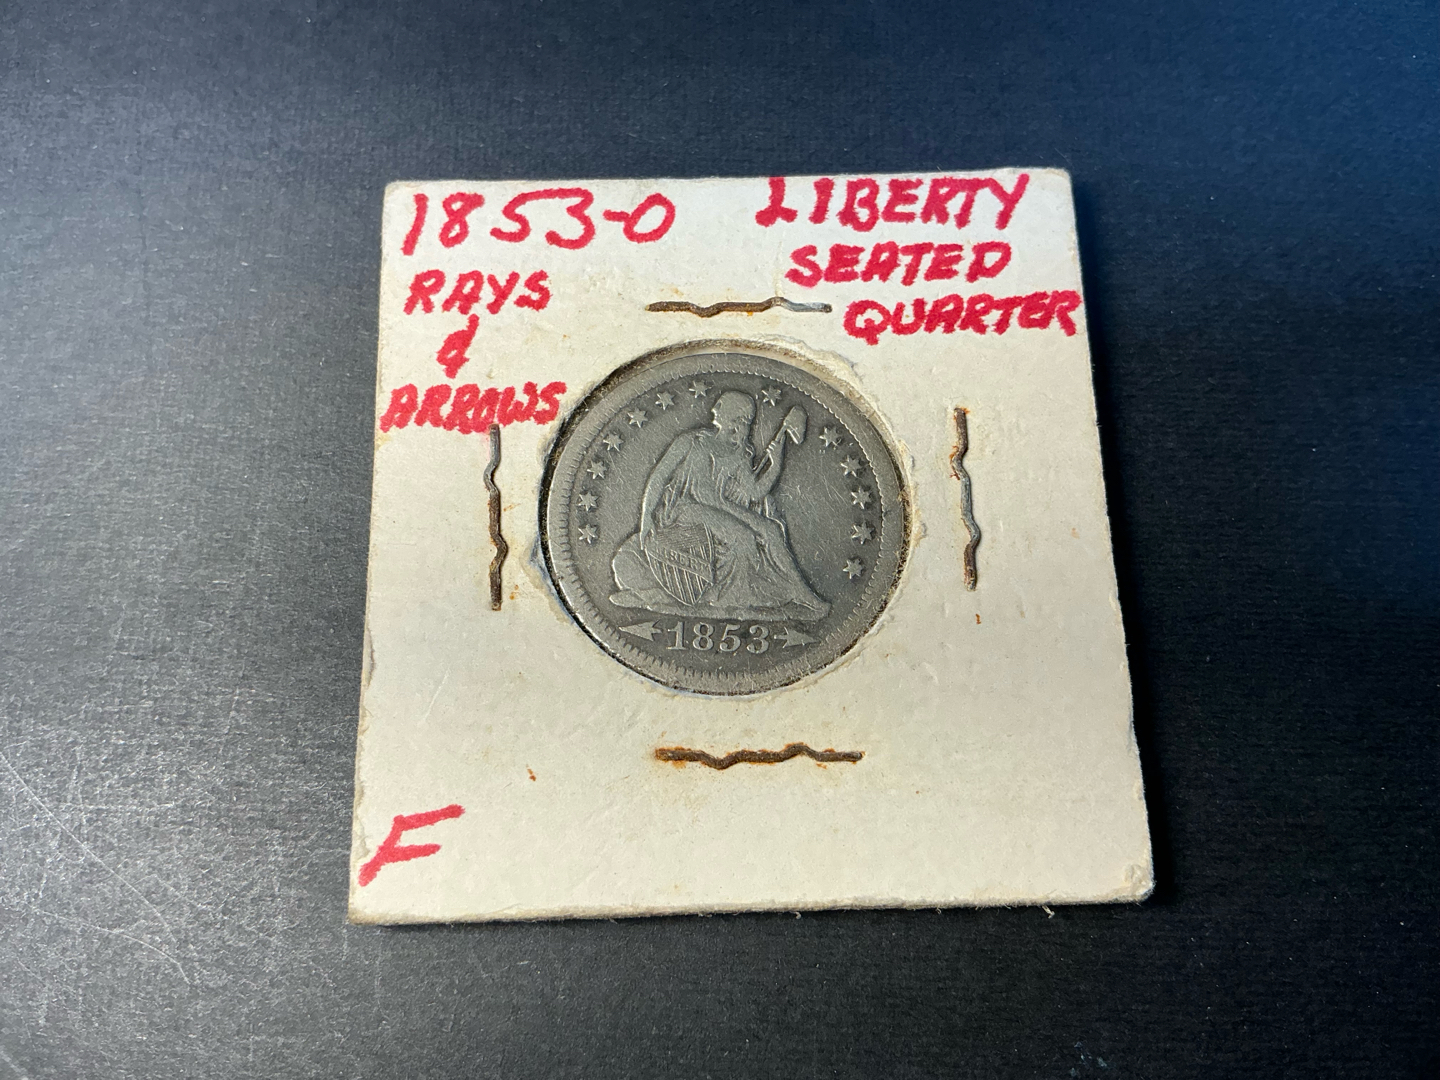 1853-O
RAYS
&
ARROWS
LIBERTY
SEATED
QUARTER
1853
F